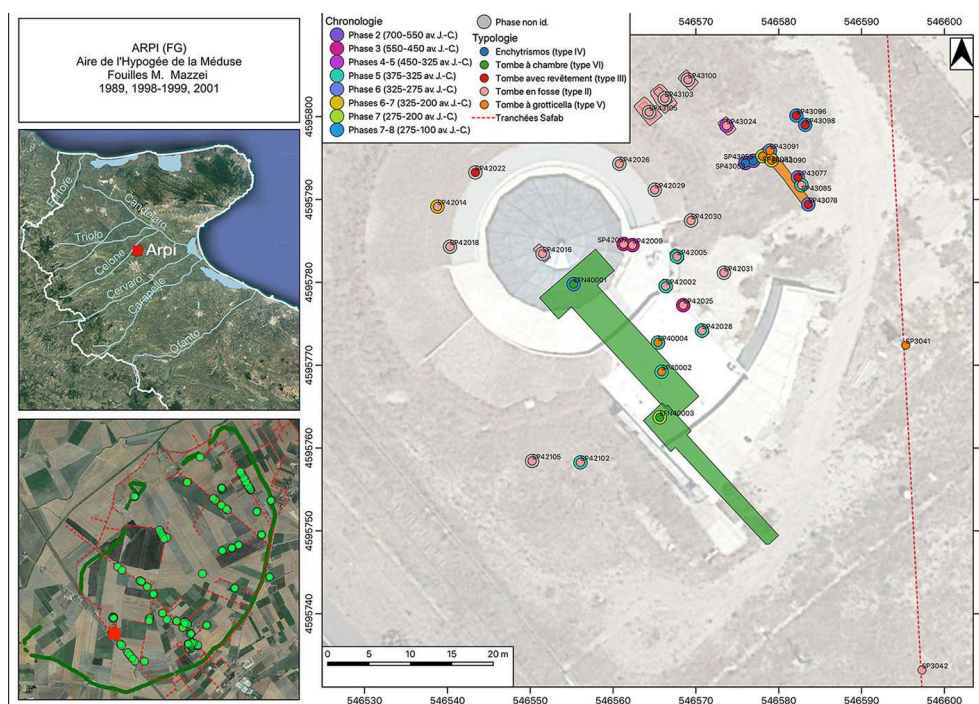 ARPI (FG)
Aire de l'Hypogée de la Méduse
Fouilles M. Mazzei
1989, 1998-1999, 2001
Fortore
Candelaro
Triolo
Celone
Arpi
Cervaro
Carapelle
Ofanto
546570 546580 546590 546600
Chronologie
Phase 2 (700-550 av. J.-C.)
Phase 3 (550-450 av. J.-C.)
Phases 4-5 (450-325 av. J.-C.)
Phase 5 (375-325 av.J.-C)
Phase 6 (325-275 av. J.-C)
Phases 6-7 (325-200 av. J.-C.)
Phase 7 (275-200 av. J.-C.)
Phases 7-8 (275-100 av. J.-C.)
Phase non id.
Typologie
Enchytrismos (type IV)
Tombe à chambre (type VI)
Tombe avec revêtement (type III)
Tombe en fosse (type II)
Tombe à grotticella (type V)
Tranchées Safab
SP43100
SP43103
SP43105
SP43024
SP43096
SP43098
SP43091
SP43090
SP43077
SP43085
SP43078
SP42022
SP42026
SP42029
SP42014
SP42030
SP42018
SP42016
SP42009
SP42005
SP42031
EFN40001
SP42002
SP42025
SP42028
SP40004
SP40002
EFN40003
SP3041
SP42105
SP42102
SP3042
4595800
4595790
4595780
4595770
4595760
4595750
4595740
0 5 10 15 20 m
546530 546540 546550 546560 546570 546580 546590 546600